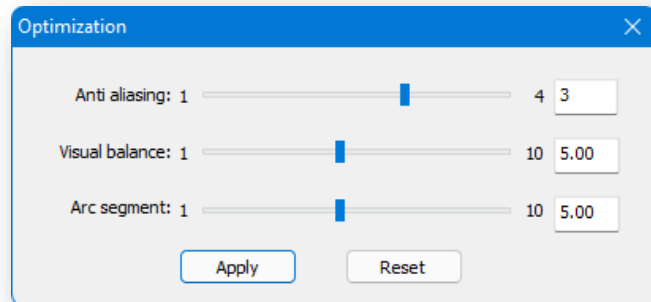 Optimization
Anti aliasing: 1 4 3
Visual balance: 1 10 5.00
Arc segment: 1 10 5.00
Apply Reset